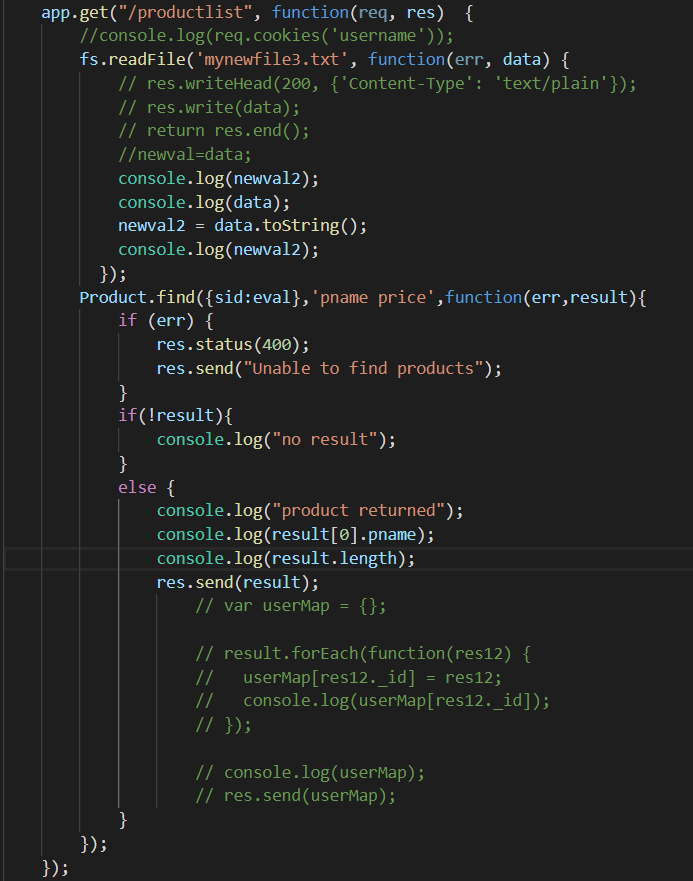 app.get("/productlist", function(req, res)  {
    //console.log(req.cookies('username'));
    fs.readFile('mynewfile3.txt', function(err, data) {
        // res.writeHead(200, {'Content-Type': 'text/plain'});
        // res.write(data);
        // return res.end();
        //newval=data;
        console.log(newval2);
        console.log(data);
        newval2 = data.toString();
        console.log(newval2);
      });
    Product.find({sid:eval},'pname price',function(err,result){
        if (err) {
            res.status(400);
            res.send("Unable to find products");
        }
        if(!result){
            console.log("no result");
        }
        else {
            console.log("product returned");
            console.log(result[0].pname);
            console.log(result.length);
            res.send(result);
                // var userMap = {};

                // result.forEach(function(res12) {
                //   userMap[res12._id] = res12;
                //   console.log(userMap[res12._id]);
                // });

                // console.log(userMap);
                // res.send(userMap);
        }
    });
});